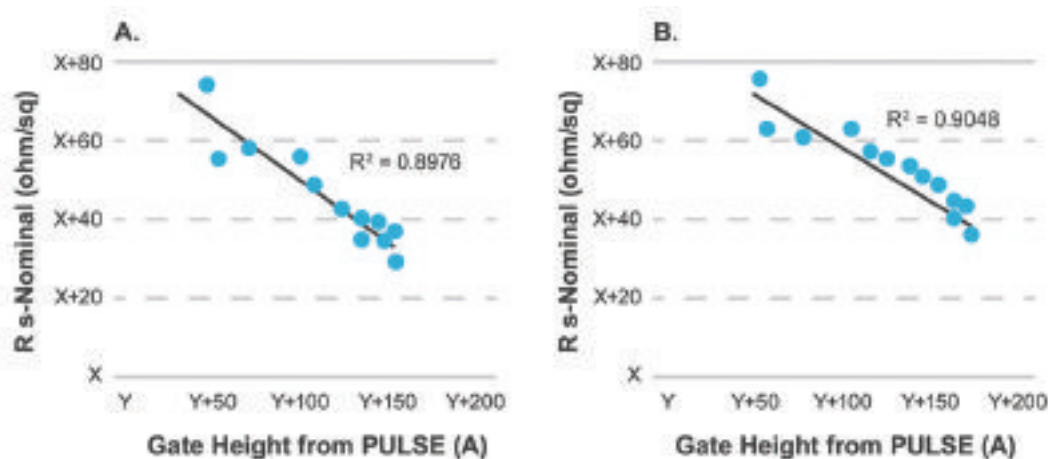 A.
R s-Nominal (ohm/sq)
X+80
X+60
X+40
X+20
X
R² = 0.8976
Y Y+50 Y+100 Y+150 Y+200
Gate Height from PULSE (A)
B.
R s-Nominal (ohm/sq)
X+80
X+60
X+40
X+20
X
R² = 0.9048
Y Y+50 Y+100 Y+150 Y+200
Gate Height from PULSE (A)